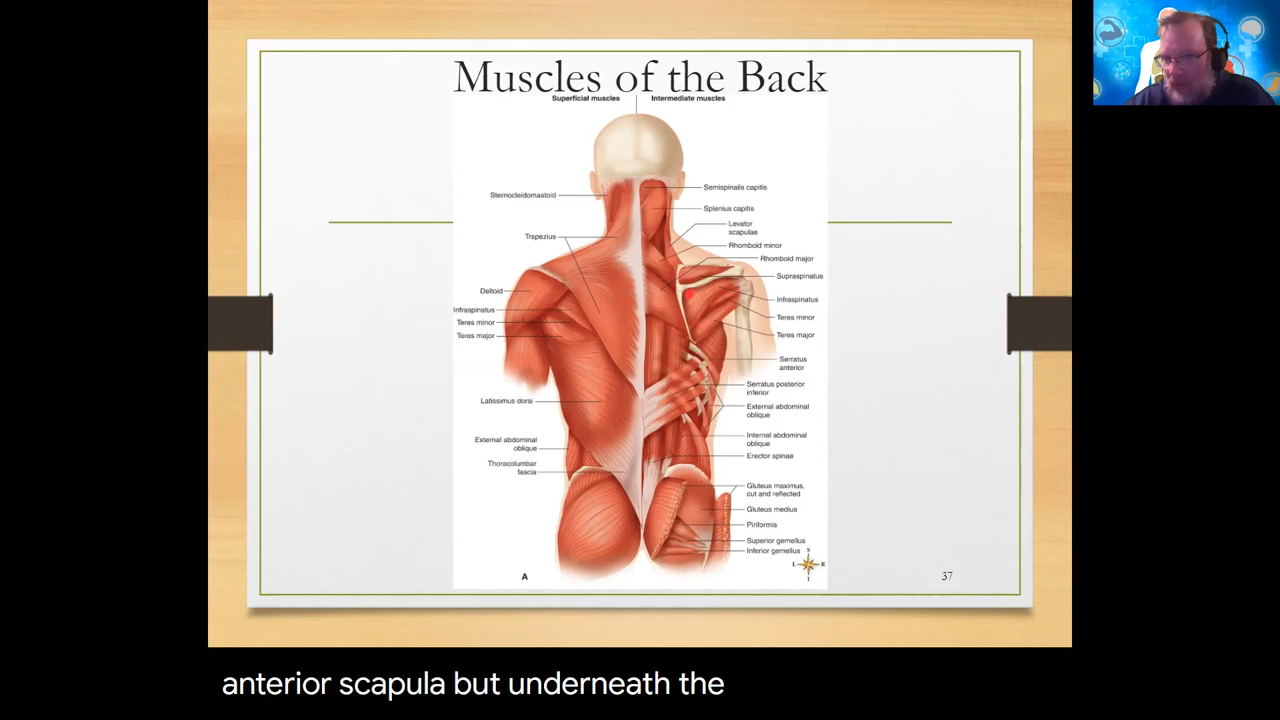 Muscles of the Back
Superficial muscles
Intermediate muscles
Sternocleidomastoid
Trapezius
Deltoid
Infraspinatus
Teres minor
Teres major
Latissimus dorsi
External abdominal
oblique
Thoracolumbar
fascia
Semispinalis capitis
Splenius capitis
Levator
scapulae
Rhomboid minor
Rhomboid major
Supraspinatus
Infraspinatus
Teres minor
Teres major
Serratus
anterior
Serratus posterior
inferior
External abdominal
oblique
Internal abdominal
oblique
Erector spinae
Gluteus maximus,
cut and reflected
Gluteus medius
Piriformis
Superior gemellus
Inferior gemellus
S
L R
I
A
37
anterior scapula but underneath the